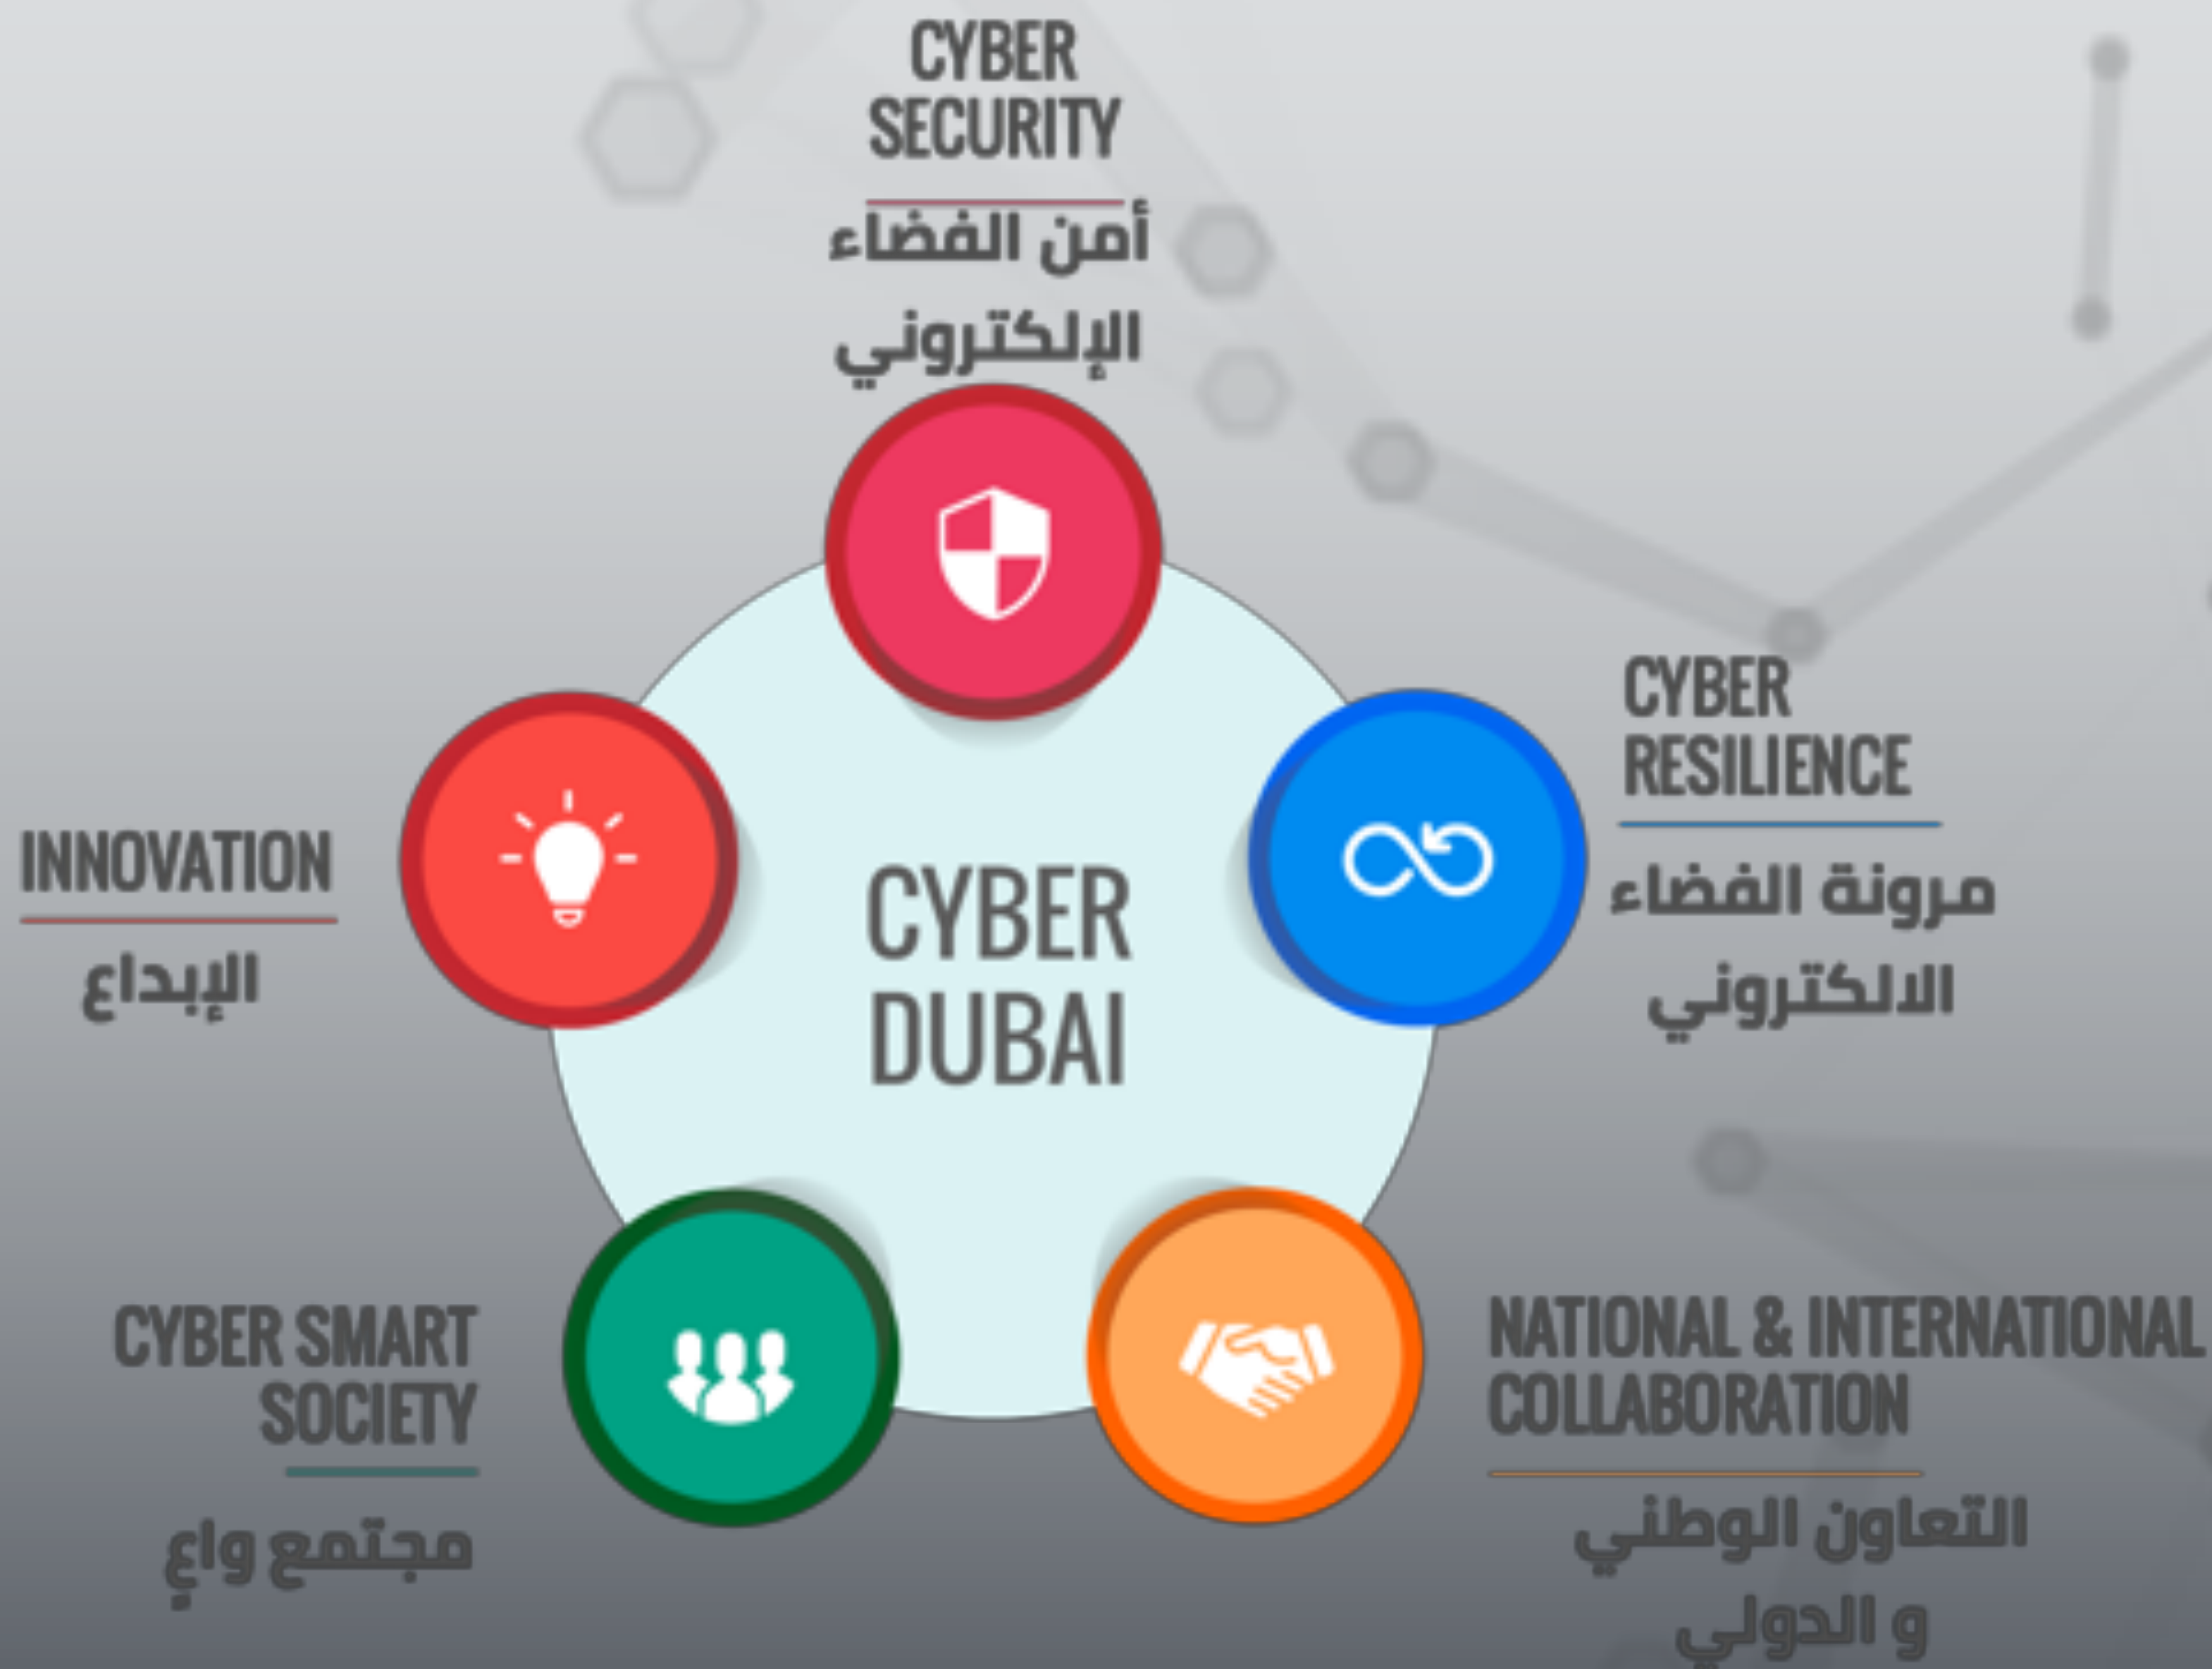 CYBER
SECURITY
أمن الفضاء
الإلكتروني
CYBER
RESILIENCE
مرونة الفضاء
الالكتروني
INNOVATION
الإبداع
CYBER
DUBAI
CYBER SMART
SOCIETY
مجتمع واعٍ
NATIONAL & INTERNATIONAL
COLLABORATION
التعاون الوطني
و الدولي